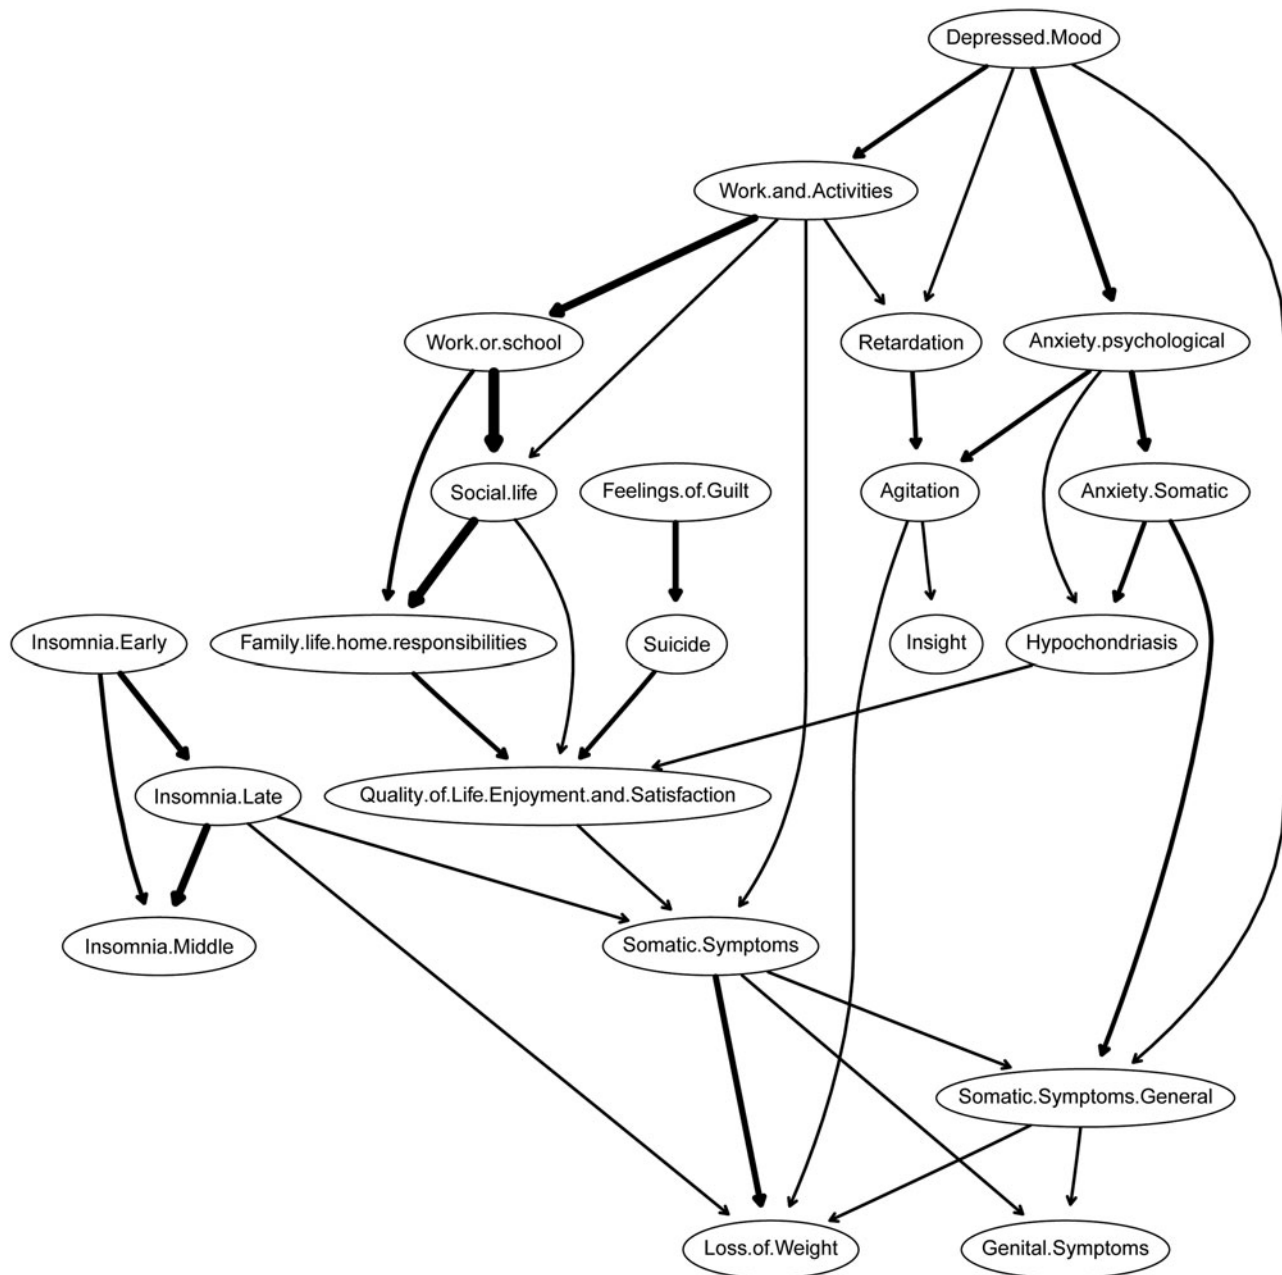 Depressed.Mood
Work.and.Activities
Work.or.school
Retardation
Anxiety.psychological
Social.life
Feelings.of.Guilt
Agitation
Anxiety.Somatic
Insomnia.Early
Family.life.home.responsibilities
Suicide
Insight
Hypochondriasis
Insomnia.Late
Quality.of.Life.Enjoyment.and.Satisfaction
Insomnia.Middle
Somatic.Symptoms
Somatic.Symptoms.General
Loss.of.Weight
Genital.Symptoms